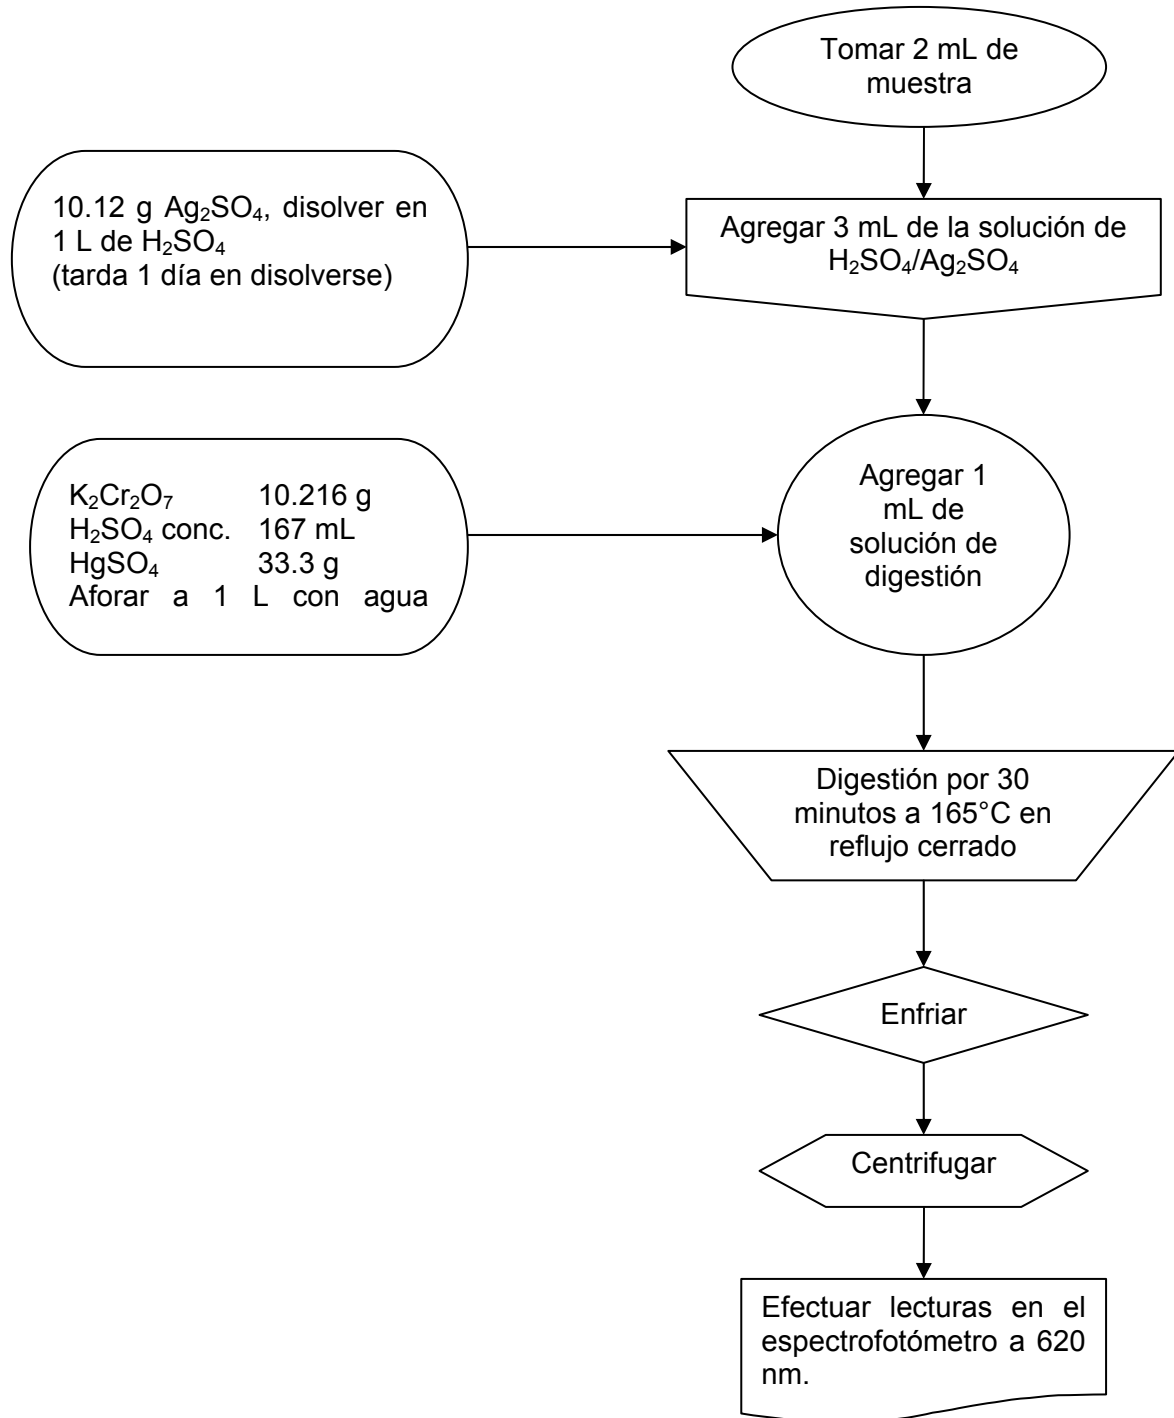 Tomar 2 mL de
muestra
10.12 g Ag₂SO₄, disolver en
1 L de H₂SO₄
(tarda 1 día en disolverse)
Agregar 3 mL de la solución de
H₂SO₄/Ag₂SO₄
K₂Cr₂O₇ 10.216 g
H₂SO₄ conc. 167 mL
HgSO₄ 33.3 g
Aforar a 1 L con agua
Agregar 1
mL de
solución de
digestión
Digestión por 30
minutos a 165°C en
reflujo cerrado
Enfriar
Centrifugar
Efectuar lecturas en el
espectrofotómetro a 620
nm.